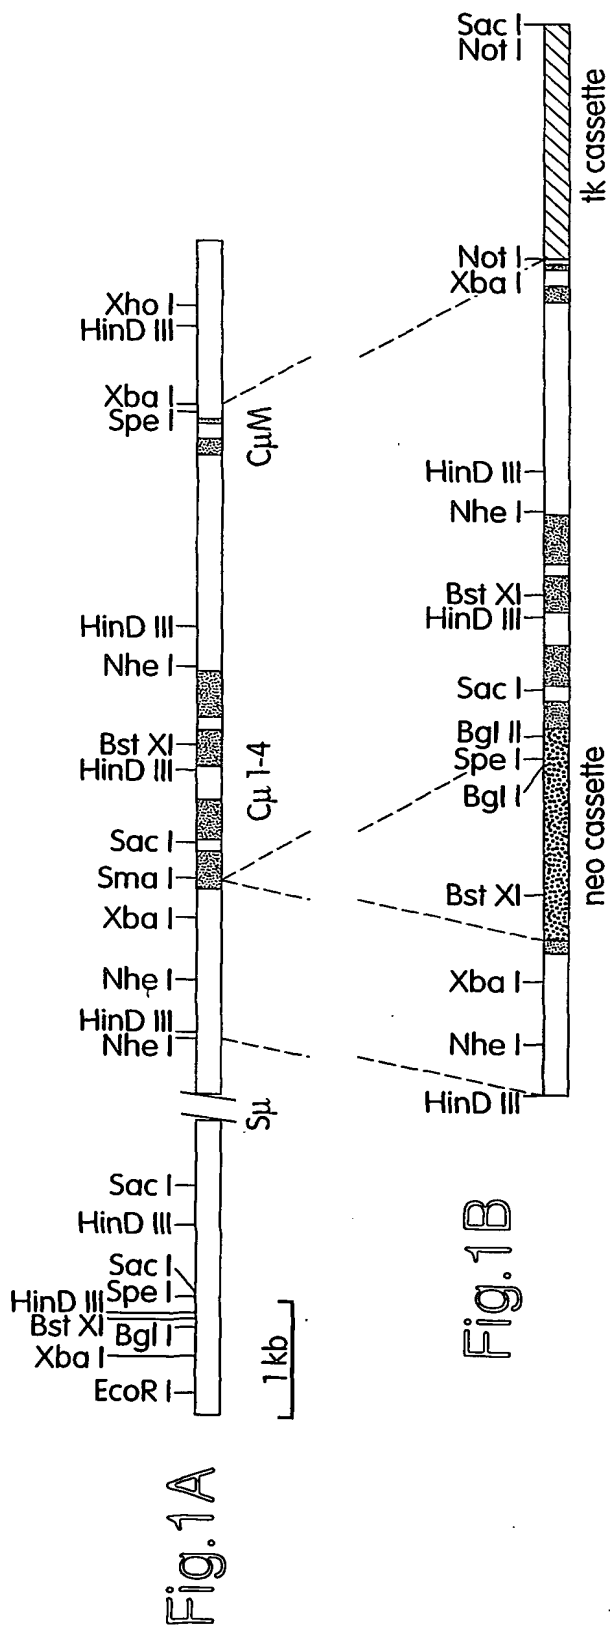 Fig.1A
EcoR I
Xba I
Bgl I
Bst XI
HinD III
Spe I
Sac I
HinD III
Sac I
Sμ
Nhe I
HinD III
Nhe I
Xba I
Sma I
Sac I
HinD III
Bst XI
Cμ 1-4
Nhe I
HinD III
CμM
Spe I
Xba I
HinD III
Xho I
1 kb
Fig.1B
HinD III
Nhe I
Xba I
Bst XI
neo cassette
Bgl I
Spe I
Bgl II
Sac I
HinD III
Bst XI
Nhe I
HinD III
Xba I
Not I
tk cassette
Not I
Sac I